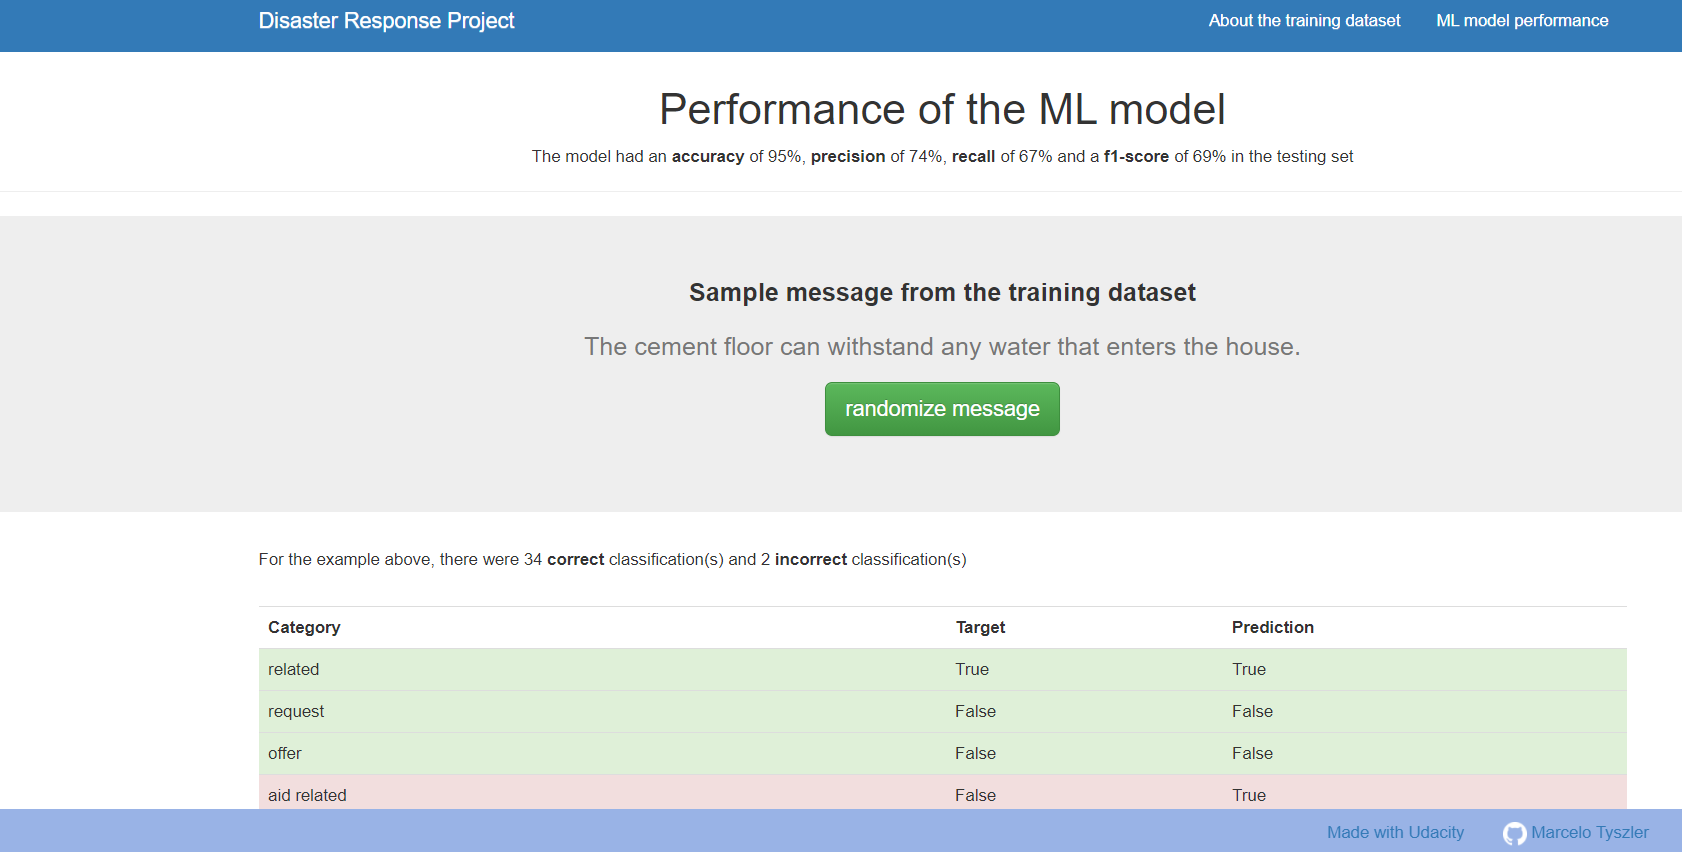 Disaster Response Project About the training dataset ML model performance
Performance of the ML model
The model had an accuracy of 95%, precision of 74%, recall of 67% and a f1-score of 69% in the testing set
Sample message from the training dataset
The cement floor can withstand any water that enters the house.
randomize message
For the example above, there were 34 correct classification(s) and 2 incorrect classification(s)
Category Target Prediction
related True True
request False False
offer False False
aid related False True
Made with Udacity Marcelo Tyszler